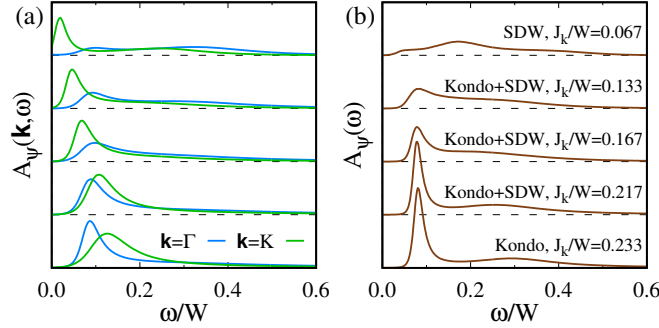 (a)
A_ψ(k,ω)
k=Γ
k=K
0.0 0.2 0.4 0.6
ω/W
(b)
A_ψ(ω)
SDW, J_k/W=0.067
Kondo+SDW, J_k/W=0.133
Kondo+SDW, J_k/W=0.167
Kondo+SDW, J_k/W=0.217
Kondo, J_k/W=0.233
0.0 0.2 0.4 0.6
ω/W